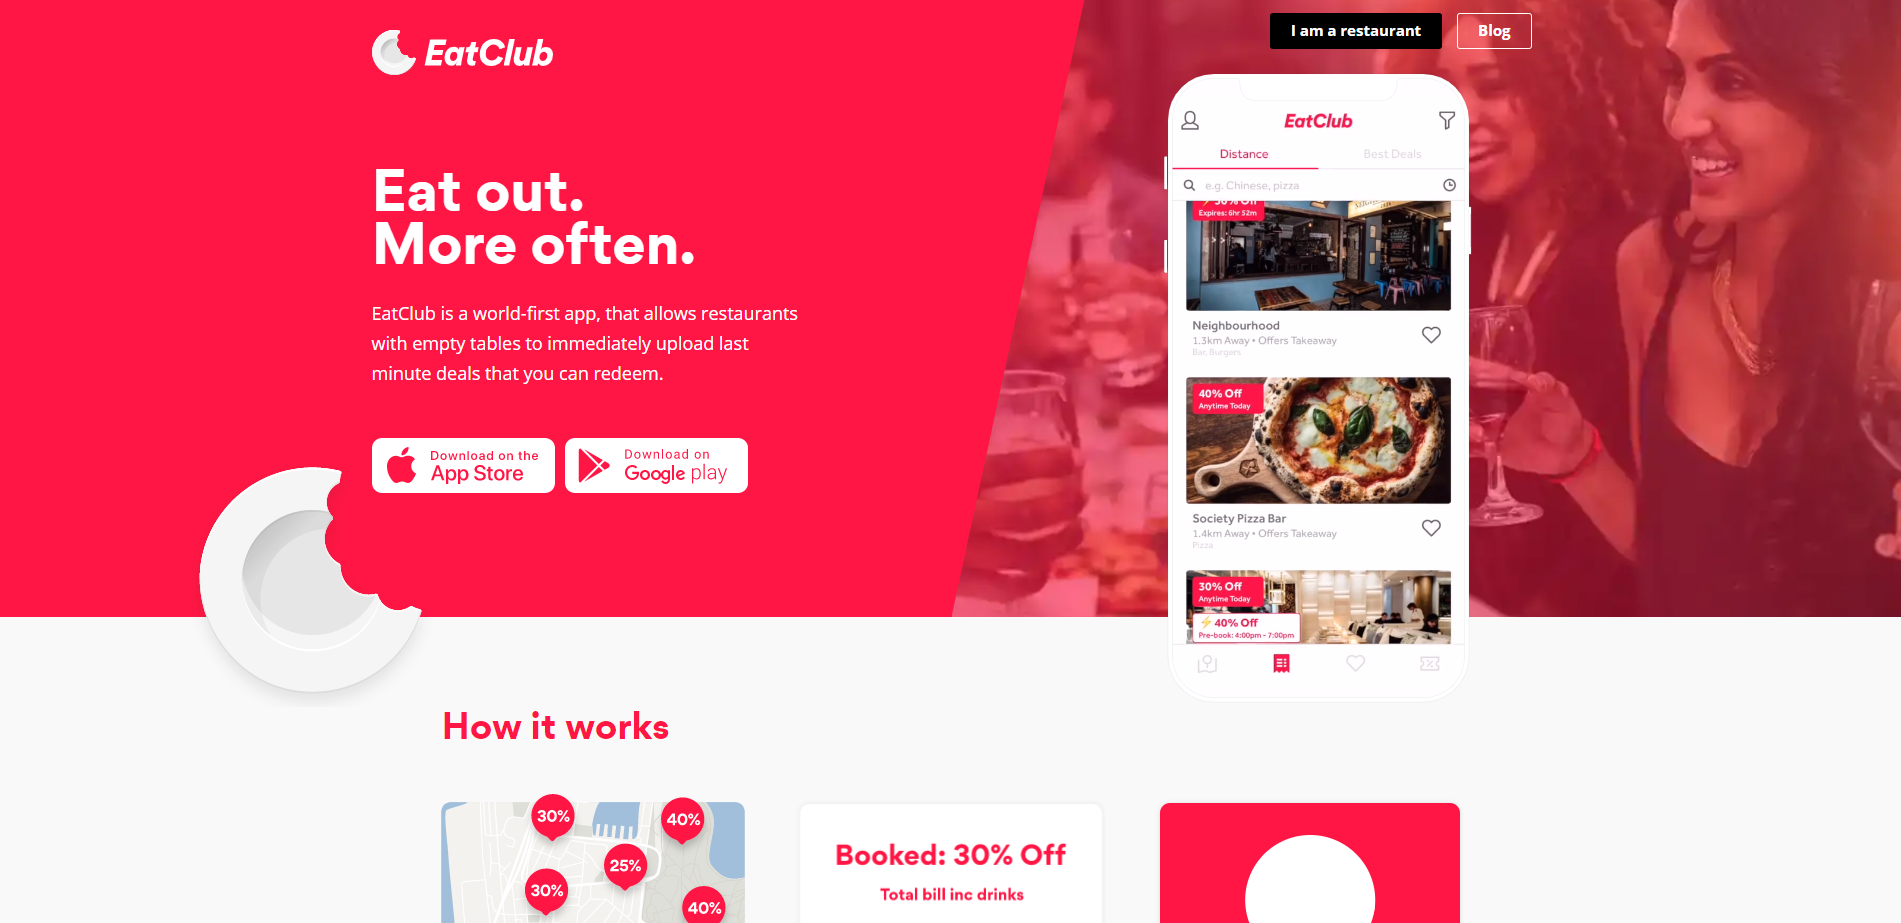 I am a restaurant
Blog
EatClub
Eat out.
More often.
EatClub is a world-first app, that allows restaurants
with empty tables to immediately upload last
minute deals that you can redeem.
Download on the
App Store
Download on
Google play
EatClub
Distance
Best Deals
e.g. Chinese, pizza
30% Off
Expires: 6hr 52m
Neighbourhood
1.3km Away • Offers Takeaway
Bar, Burgers
40% Off
Anytime Today
Society Pizza Bar
1.4km Away • Offers Takeaway
Pizza
30% Off
Anytime Today
⚡40% Off
Pre-book: 4:00pm - 7:00pm
How it works
30%
40%
25%
30%
40%
Booked: 30% Off
Total bill inc drinks